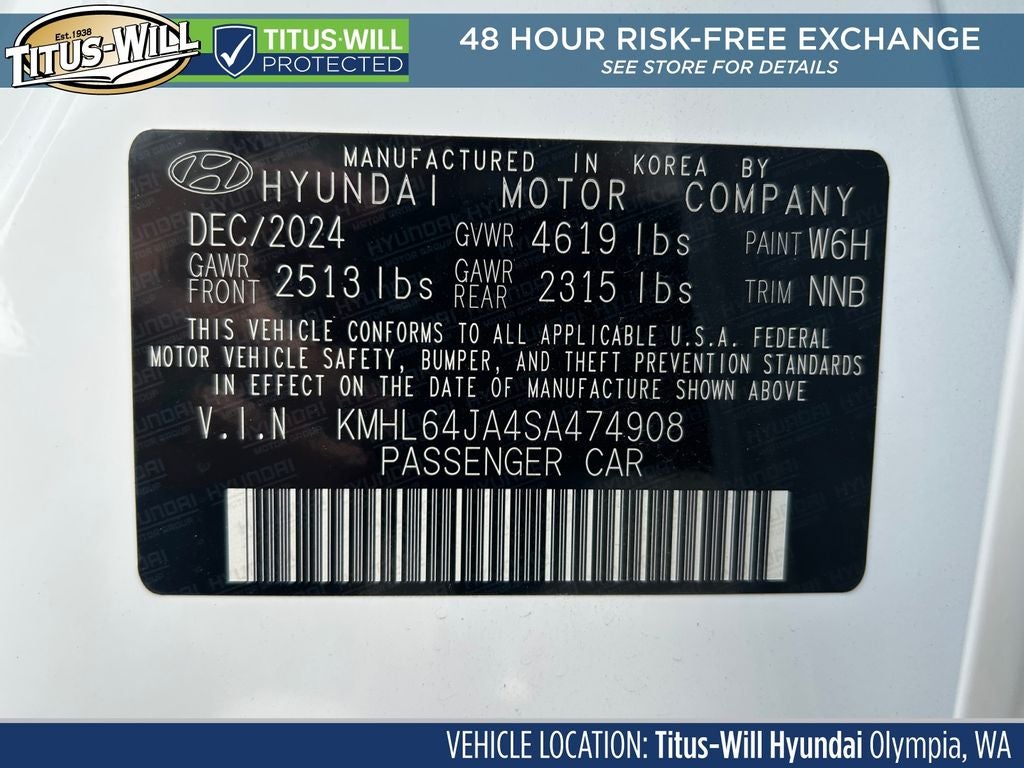 Est.1938
TITUS-WILL
TITUS-WILL
PROTECTED
48 HOUR RISK-FREE EXCHANGE
SEE STORE FOR DETAILS
MANUFACTURED IN KOREA BY
HYUNDAI MOTOR COMPANY
DEC/2024 GVWR 4619 lbs PAINT W6H
GAWR FRONT 2513 lbs GAWR REAR 2315 lbs TRIM NNB
THIS VEHICLE CONFORMS TO ALL APPLICABLE U.S.A. FEDERAL
MOTOR VEHICLE SAFETY, BUMPER, AND THEFT PREVENTION STANDARDS
IN EFFECT ON THE DATE OF MANUFACTURE SHOWN ABOVE
V.I.N KMHL64JA4SA474908
PASSENGER CAR
VEHICLE LOCATION: Titus-Will Hyundai Olympia, WA